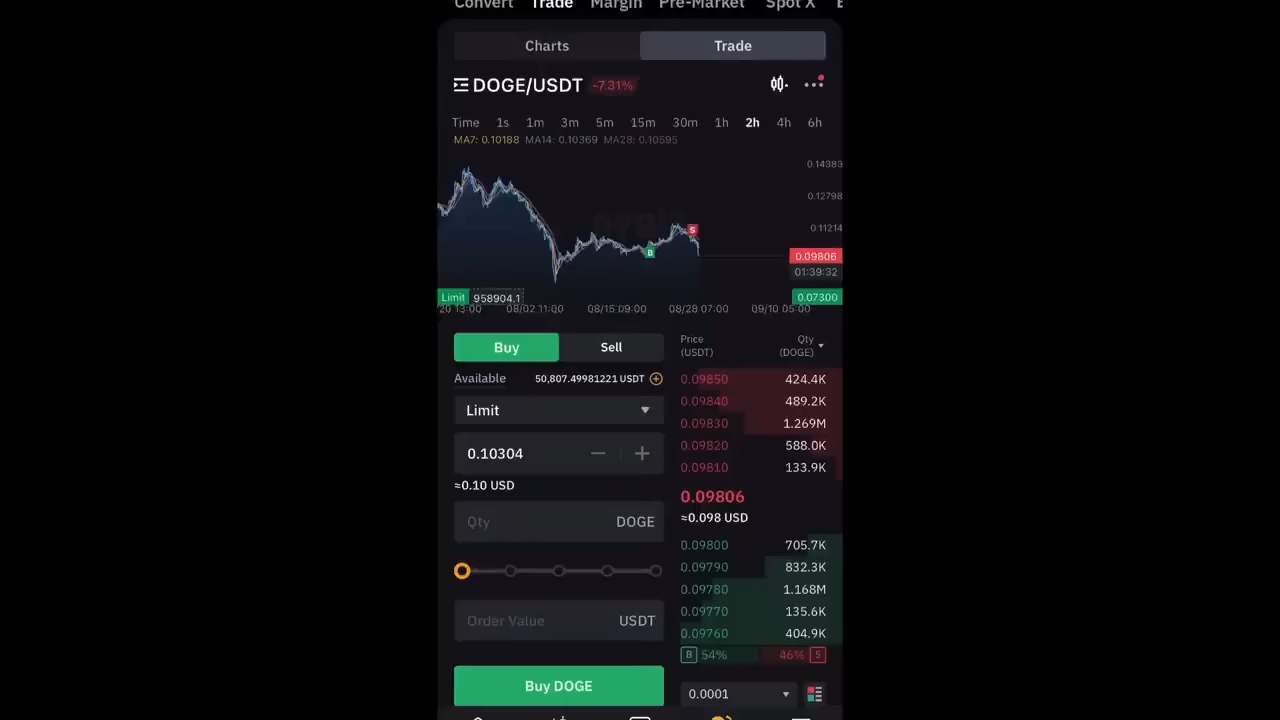 Convert Trade Margin Pre-Market Spot X
Charts Trade
DOGE/USDT -7.31%
Time 1s 1m 3m 5m 15m 30m 1h 2h 4h 6h
MA7: 0.10188 MA14: 0.10369 MA28: 0.10595
0.14383
0.12798
0.11214
S
B
0.09806
01:39:32
Limit 958904.1 0.07300
20 13:00 08/02 11:00 08/15 09:00 08/28 07:00 09/10 05:00
Buy Sell
Available 50,807.49981221 USDT
Limit
0.10304
≈0.10 USD
Qty DOGE
Order Value USDT
Buy DOGE
Price Qty
(USDT) (DOGE)
0.09850 424.4K
0.09840 489.2K
0.09830 1.269M
0.09820 588.0K
0.09810 133.9K
0.09806
≈0.098 USD
0.09800 705.7K
0.09790 832.3K
0.09780 1.168M
0.09770 135.6K
0.09760 404.9K
B 54% 46% S
0.0001